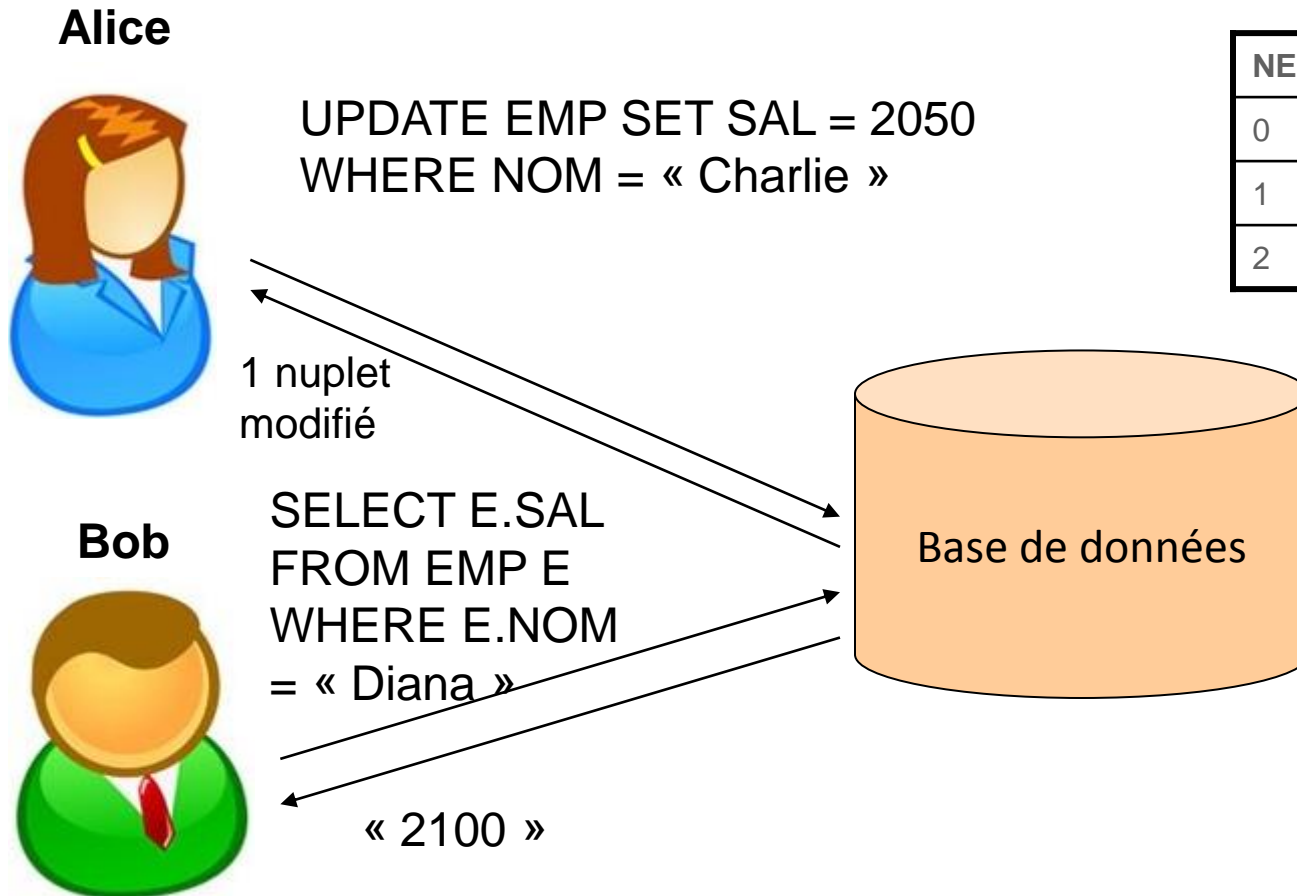 Alice
UPDATE EMP SET SAL = 2050
WHERE NOM = « Charlie »
NE
0
1
2
1 nuplet
modifié
Bob
SELECT E.SAL
FROM EMP E
WHERE E.NOM
= « Diana »
Base de données
« 2100 »